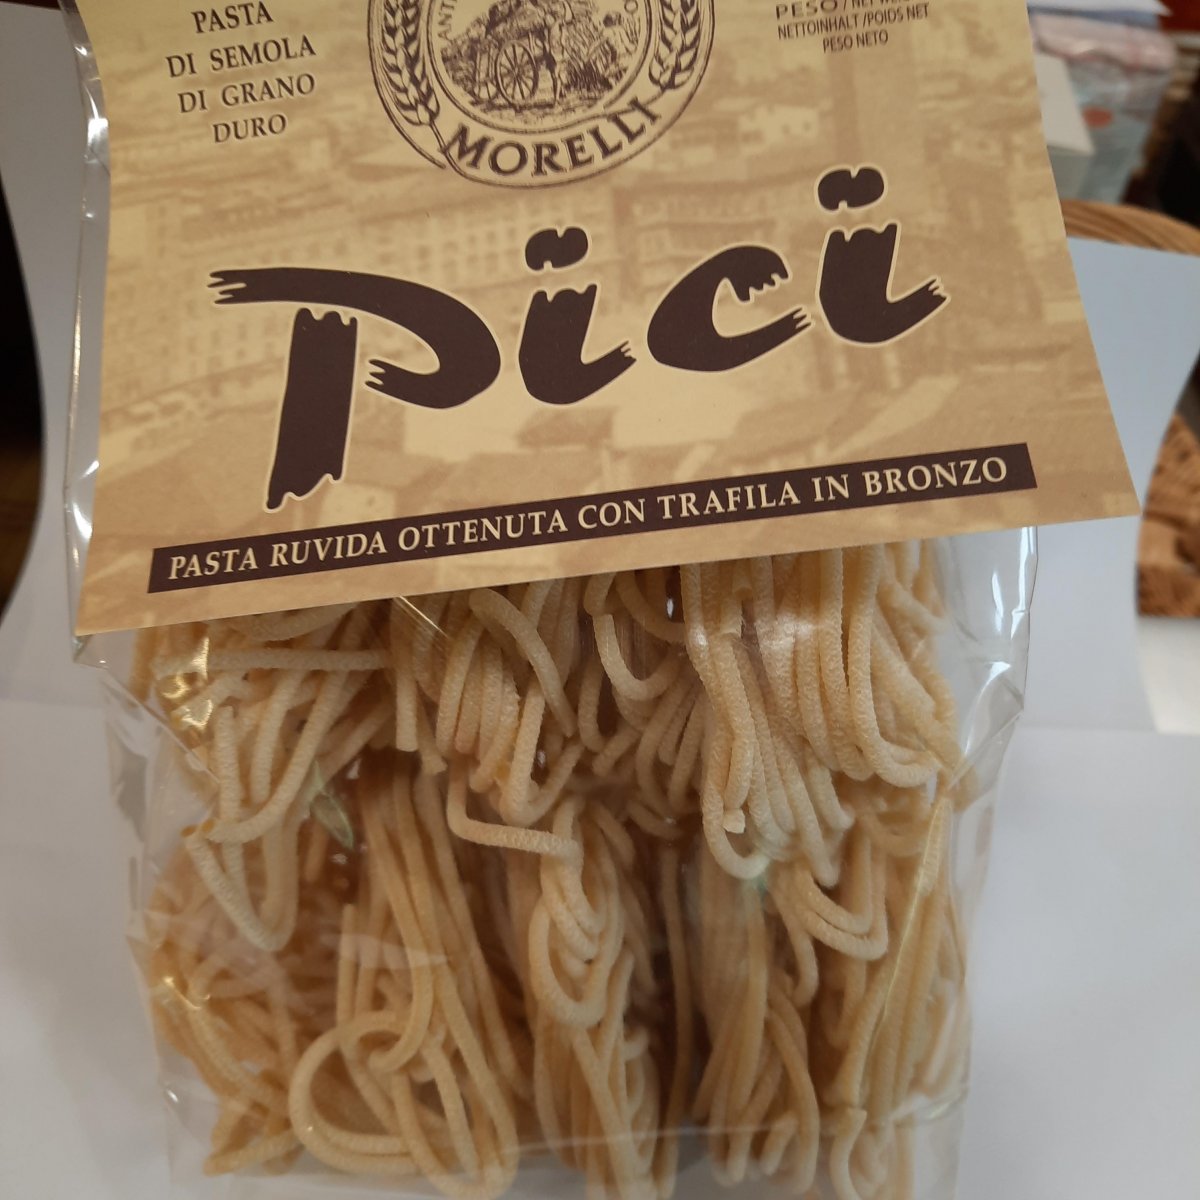 PASTA
DI SEMOLA
DI GRANO
DURO
MORELLI
PESO / NET
NETTOINHALT /POIDS NET
PESO NETO
Pici
PASTA RUVIDA OTTENUTA CON TRAFILA IN BRONZO